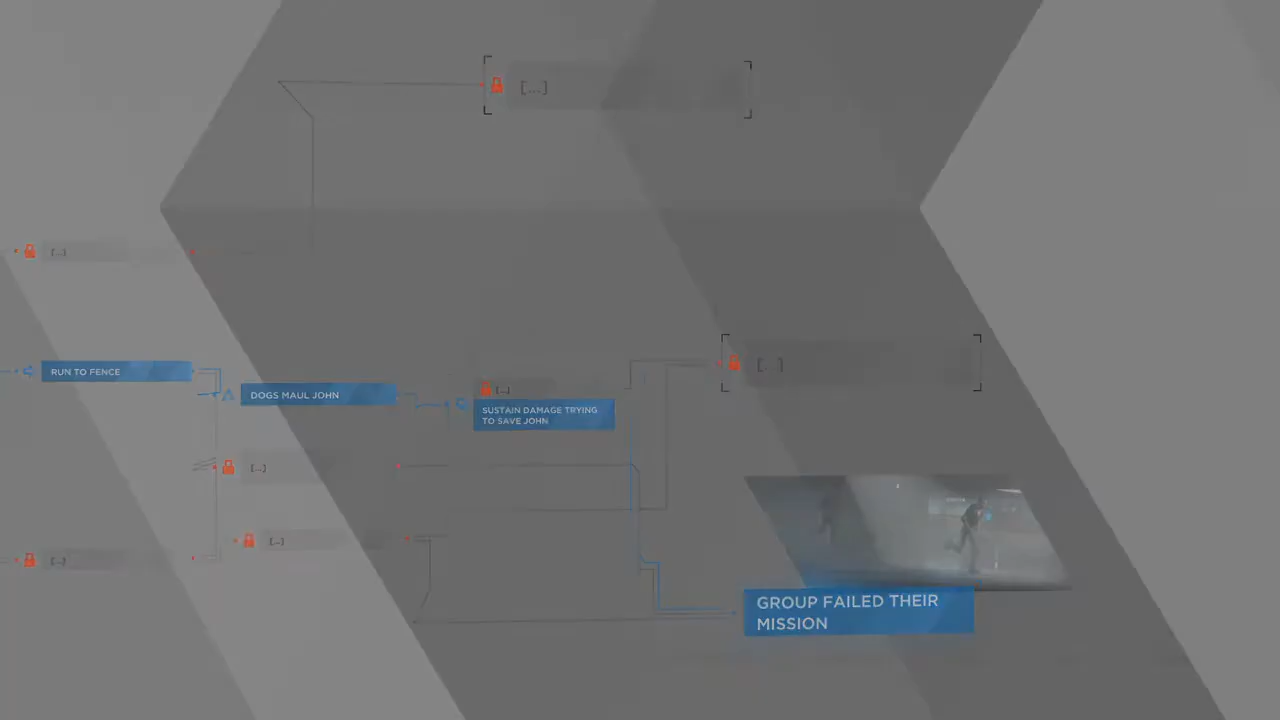 [...]
[...]
[...]
RUN TO FENCE
DOGS MAUL JOHN
[...]
SUSTAIN DAMAGE TRYING
TO SAVE JOHN
[...]
[...]
[...]
GROUP FAILED THEIR
MISSION